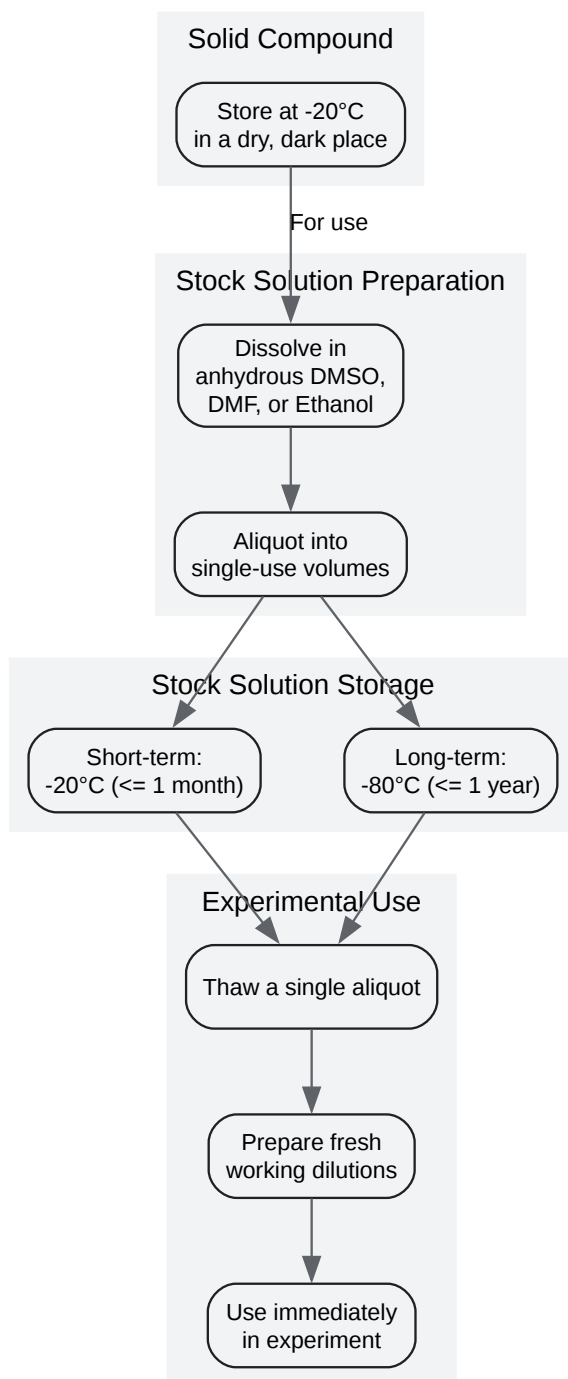 Solid Compound
Store at -20°C
in a dry, dark place
For use
Stock Solution Preparation
Dissolve in
anhydrous DMSO,
DMF, or Ethanol
Aliquot into
single-use volumes
Stock Solution Storage
Short-term:
-20°C (<= 1 month)
Long-term:
-80°C (<= 1 year)
Experimental Use
Thaw a single aliquot
Prepare fresh
working dilutions
Use immediately
in experiment